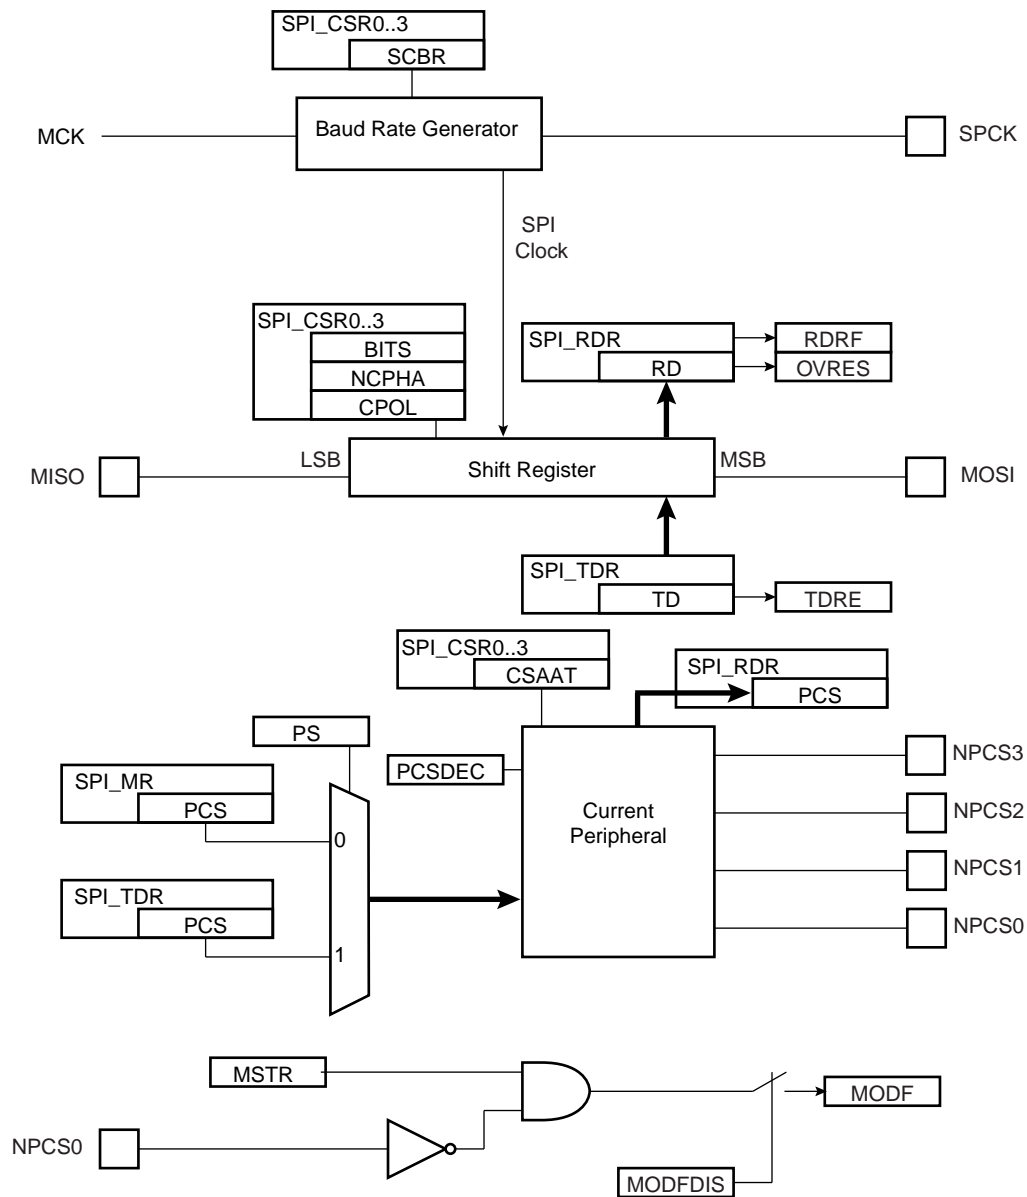 SPI_CSR0..3
SCBR
MCK
Baud Rate Generator
SPCK
SPI
Clock
SPI_CSR0..3
BITS
NCPHA
CPOL
SPI_RDR
RD
RDRF
OVRES
MISO
LSB
Shift Register
MSB
MOSI
SPI_TDR
TD
TDRE
SPI_CSR0..3
CSAAT
SPI_RDR
PCS
PS
PCSDEC
NPCS3
SPI_MR
PCS
0
Current
Peripheral
NPCS2
NPCS1
SPI_TDR
PCS
1
NPCS0
MSTR
MODF
NPCS0
MODFDIS